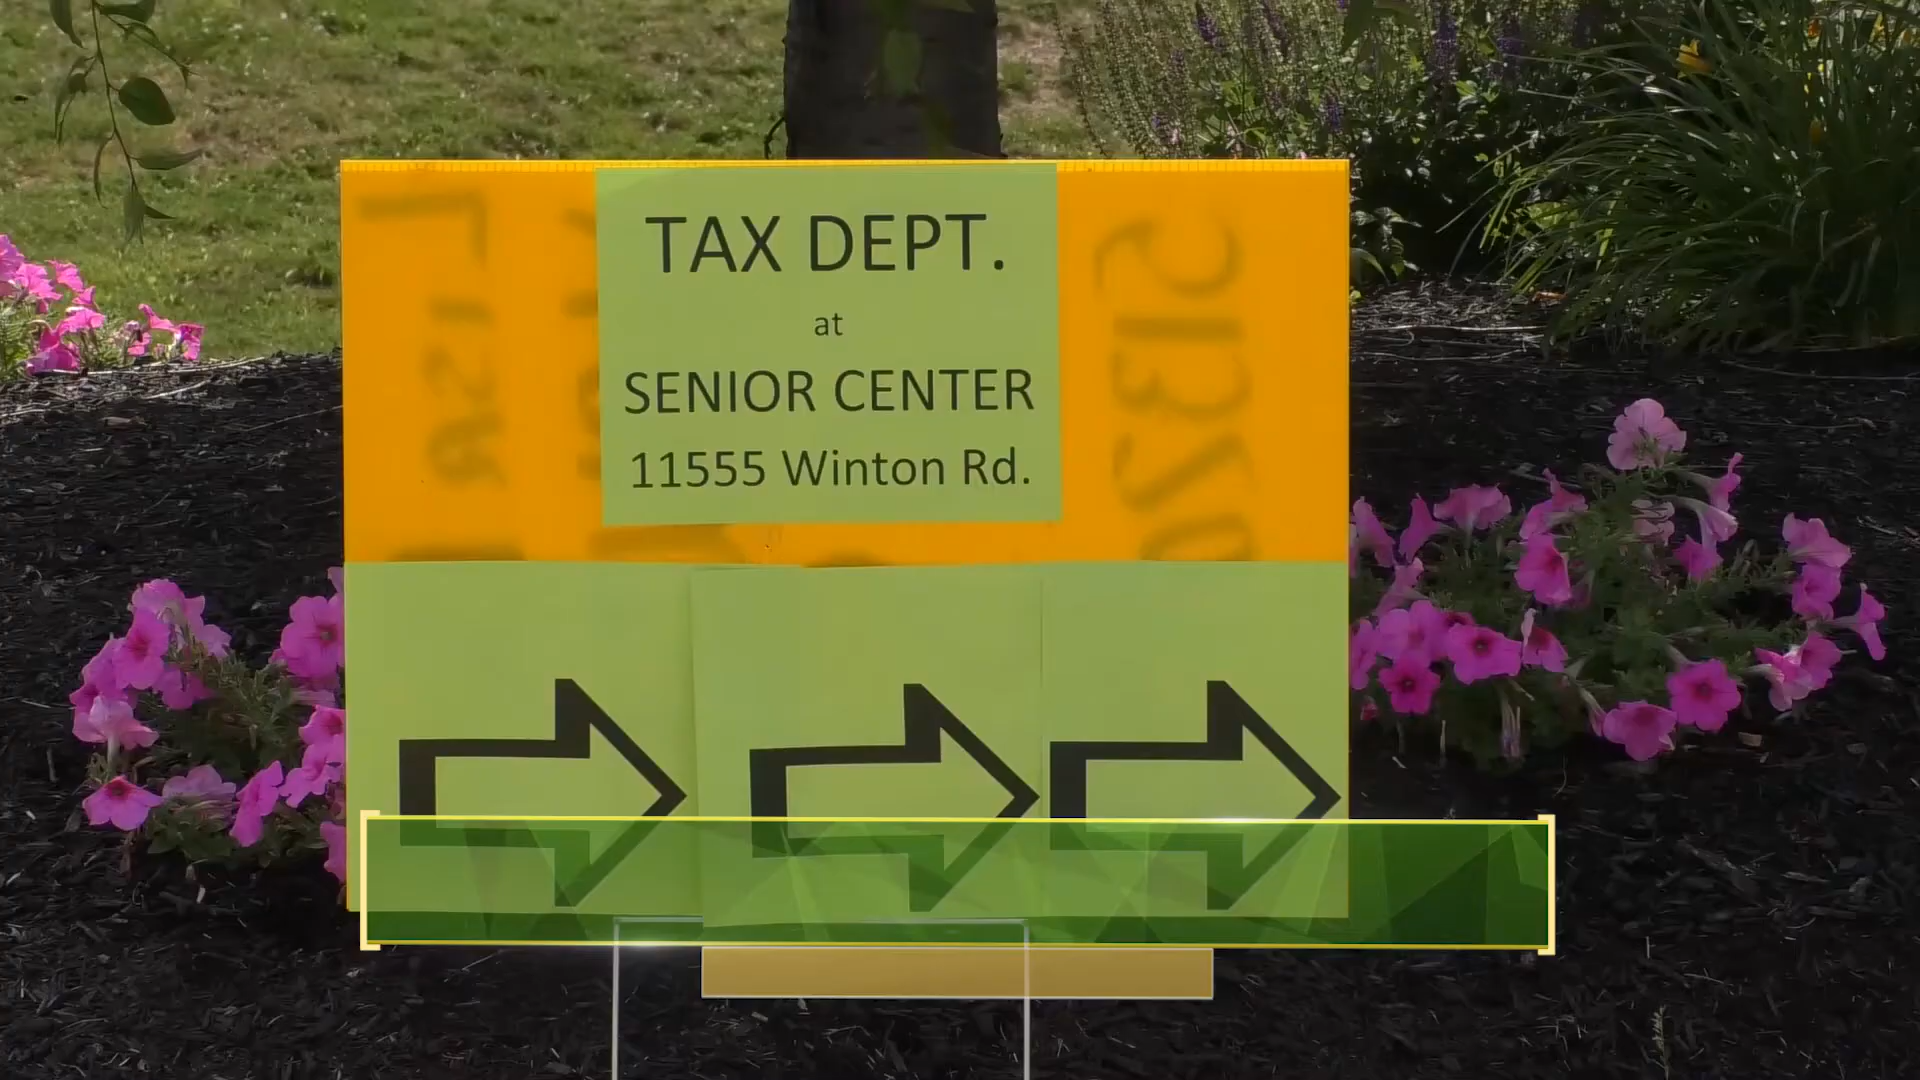 TAX DEPT.
at
SENIOR CENTER
11555 Winton Rd.